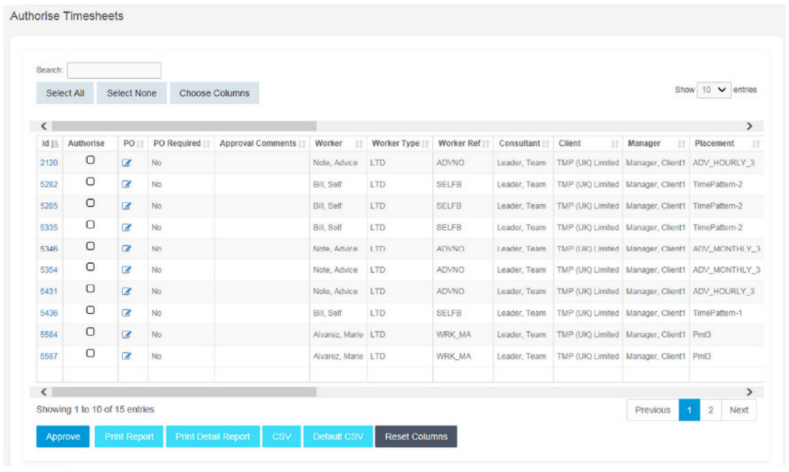 Authorise Timesheets
Search:
Select All Select None Choose Columns Show 10 entries
id Authorise PO PO Required Approval Comments Worker Worker Type Worker Ref Consultant Client Manager Placement
2120 No Note, Advice LTD ADVNO Leader, Team TMP (UK) Limited Manager, Client1 ADV_HOURLY_3
5282 No Bill, Self LTD SELFB Leader, Team TMP (UK) Limited Manager, Client1 TimePattern-2
5285 No Bill, Self LTD SELFB Leader, Team TMP (UK) Limited Manager, Client1 TimePattern-2
5335 No Bill, Self LTD SELFB Leader, Team TMP (UK) Limited Manager, Client1 TimePattern-2
5346 No Note, Advice LTD ADVNO Leader, Team TMP (UK) Limited Manager, Client1 ADV_MONTHLY_3
5354 No Note, Advice LTD ADVNO Leader, Team TMP (UK) Limited Manager, Client1 ADV_MONTHLY_3
5431 No Note, Advice LTD ADVNO Leader, Team TMP (UK) Limited Manager, Client1 ADV_HOURLY_3
5436 No Bill, Self LTD SELFB Leader, Team TMP (UK) Limited Manager, Client1 TimePattern-1
5584 No Alvarez, Marie LTD WRK_MA Leader, Team TMP (UK) Limited Manager, Client1 Pmt3
5587 No Alvarez, Marie LTD WRK_MA Leader, Team TMP (UK) Limited Manager, Client1 Pmt3
Showing 1 to 10 of 15 entries Previous 1 2 Next
Approve Print Report Print Detail Report CSV Default CSV Reset Columns